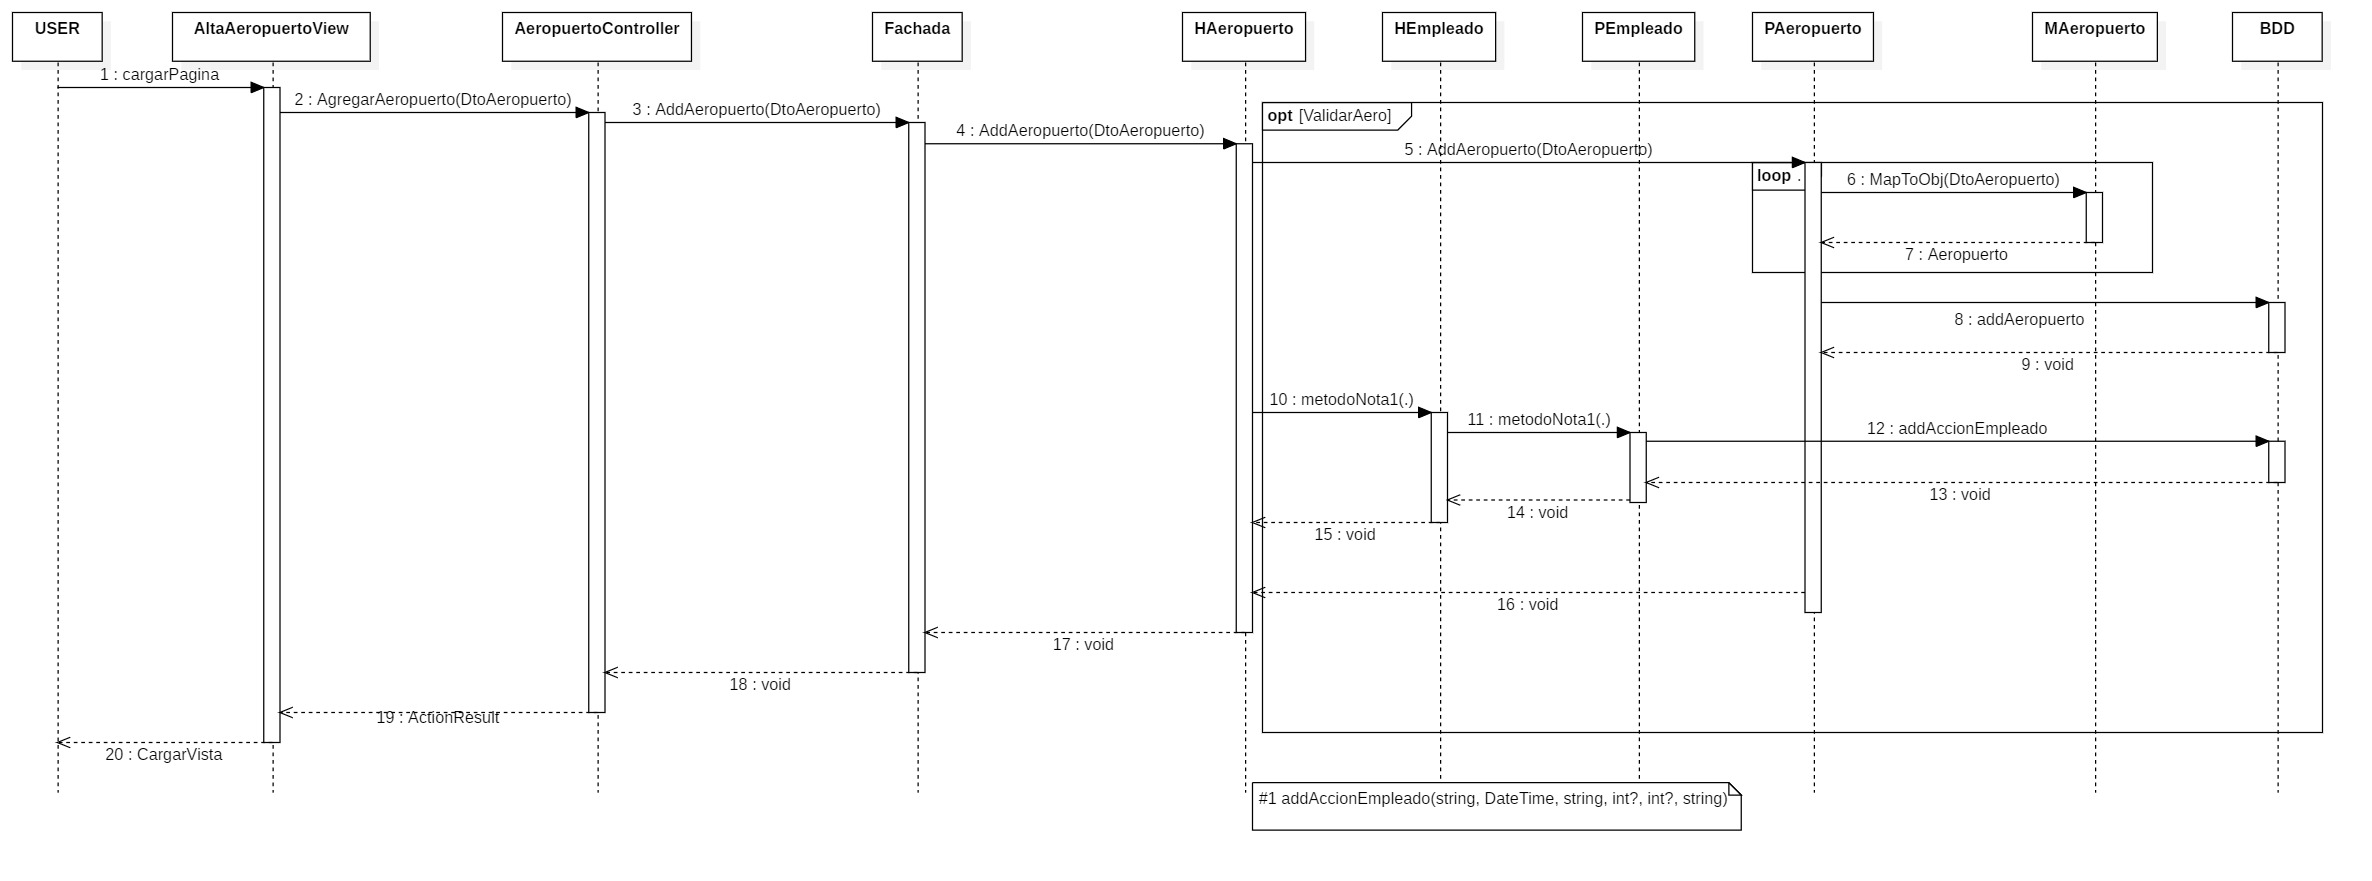 USER
AltaAeropuertoView
AeropuertoController
Fachada
HAeropuerto
HEmpleado
PEmpleado
PAeropuerto
MAeropuerto
BDD
1 : cargarPagina
2 : AgregarAeropuerto(DtoAeropuerto)
3 : AddAeropuerto(DtoAeropuerto)
opt [ValidarAero]
4 : AddAeropuerto(DtoAeropuerto)
5 : AddAeropuerto(DtoAeropuerto)
loop .
6 : MapToObj(DtoAeropuerto)
7 : Aeropuerto
8 : addAeropuerto
9 : void
10 : metodoNota1(.)
11 : metodoNota1(.)
12 : addAccionEmpleado
13 : void
14 : void
15 : void
16 : void
17 : void
18 : void
19 : ActionResult
20 : CargarVista
#1 addAccionEmpleado(string, DateTime, string, int?, int?, string)